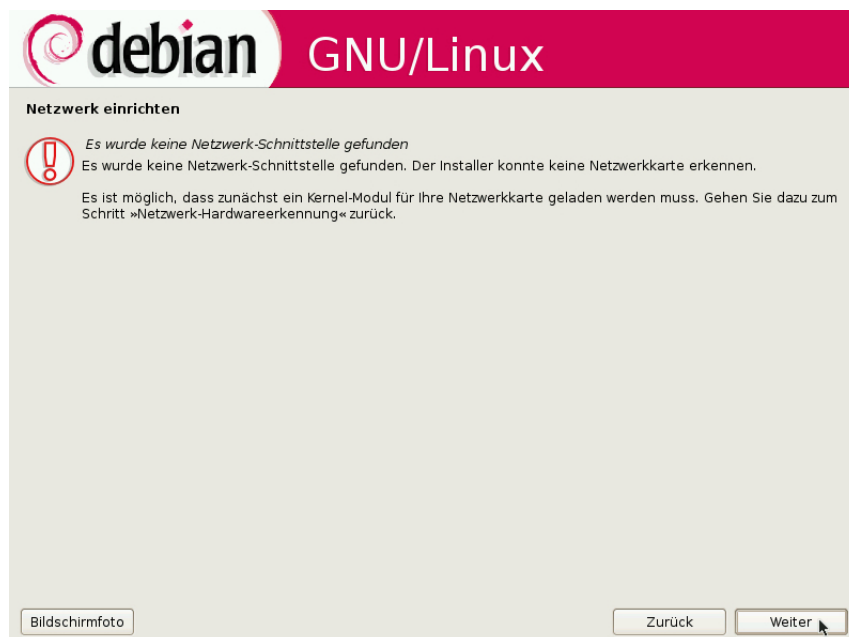 debian GNU/Linux
Netzwerk einrichten
Es wurde keine Netzwerk-Schnittstelle gefunden
Es wurde keine Netzwerk-Schnittstelle gefunden. Der Installer konnte keine Netzwerkkarte erkennen.
Es ist möglich, dass zunächst ein Kernel-Modul für Ihre Netzwerkkarte geladen werden muss. Gehen Sie dazu zum
Schritt »Netzwerk-Hardwareerkennung« zurück.
Bildschirmfoto Zurück Weiter